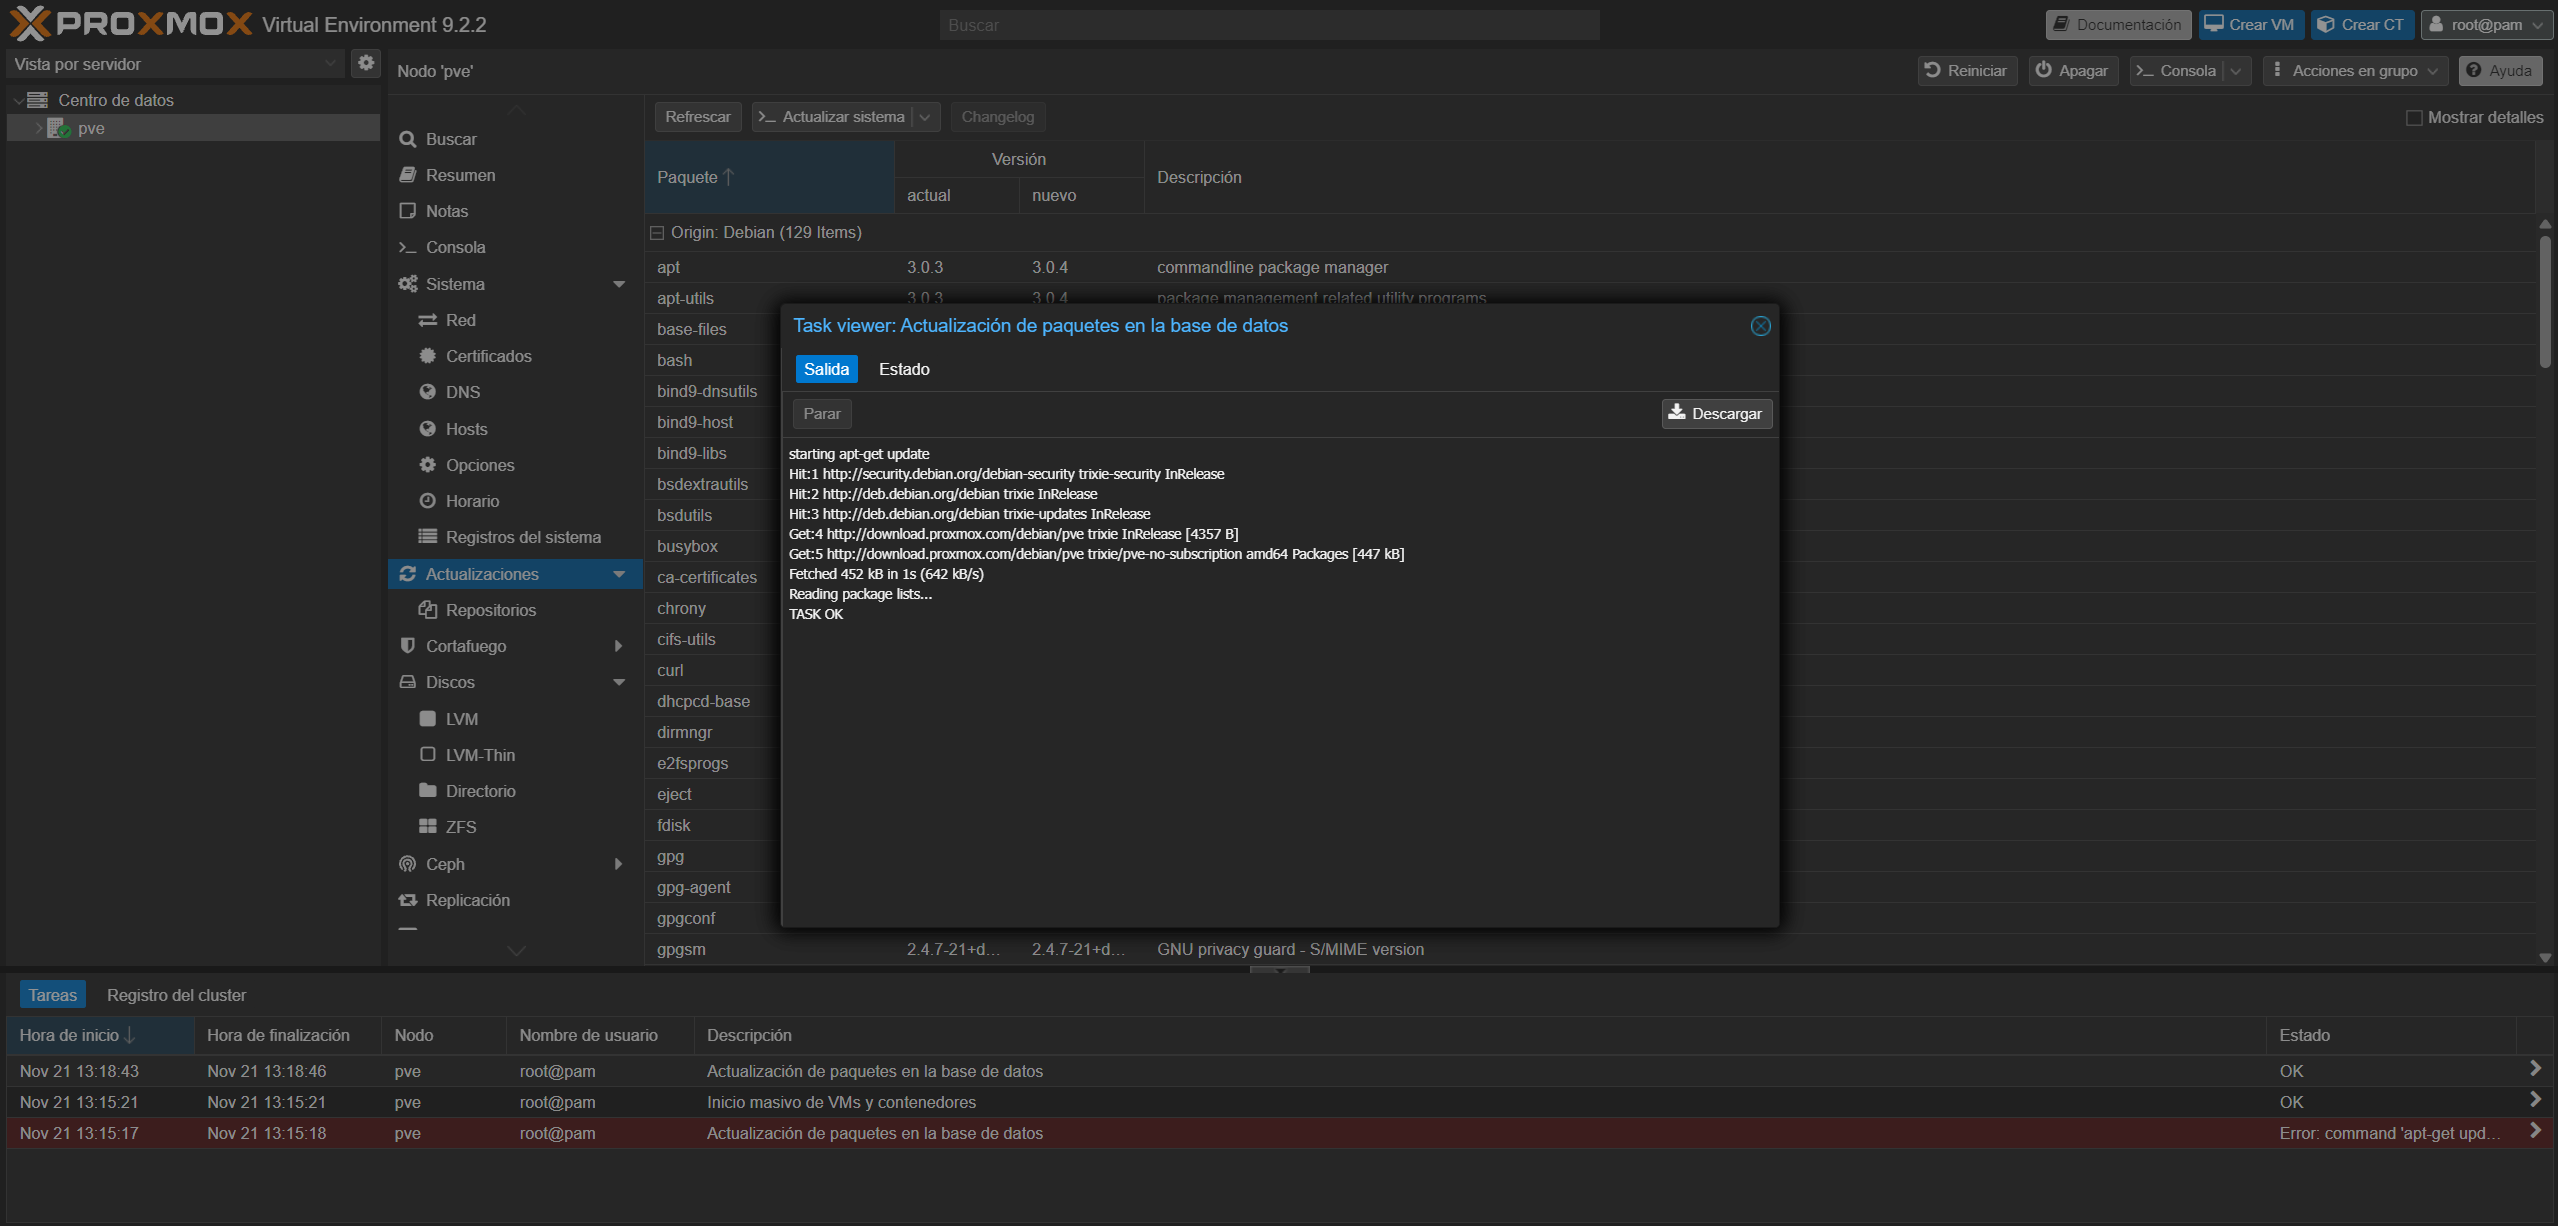 PROXMOX Virtual Environment 9.2.2
Buscar
Documentación
Crear VM
Crear CT
root@pam
Vista por servidor
Centro de datos
pve
Nodo 'pve'
Reiniciar
Apagar
Consola
Acciones en grupo
Ayuda
Buscar
Resumen
Notas
Consola
Sistema
Red
Certificados
DNS
Hosts
Opciones
Horario
Registros del sistema
Actualizaciones
Repositorios
Cortafuego
Discos
LVM
LVM-Thin
Directorio
ZFS
Ceph
Replicación
Refrescar
Actualizar sistema
Changelog
Mostrar detalles
Paquete
Versión
actual
nuevo
Descripción
Origin: Debian (129 Items)
apt 3.0.3 3.0.4 commandline package manager
apt-utils 3.0.3 3.0.4 package management related utility programs
base-files
bash
bind9-dnsutils
bind9-host
bind9-libs
bsdextrautils
bsdutils
busybox
ca-certificates
chrony
cifs-utils
curl
dhcpcd-base
dirmngr
e2fsprogs
eject
fdisk
gpg
gpg-agent
gpgconf
gpgsm 2.4.7-21+d... 2.4.7-21+d... GNU privacy guard - S/MIME version
Task viewer: Actualización de paquetes en la base de datos
Salida
Estado
Parar
Descargar
starting apt-get update
Hit:1 http://security.debian.org/debian-security trixie-security InRelease
Hit:2 http://deb.debian.org/debian trixie InRelease
Hit:3 http://deb.debian.org/debian trixie-updates InRelease
Get:4 http://download.proxmox.com/debian/pve trixie InRelease [4357 B]
Get:5 http://download.proxmox.com/debian/pve trixie/pve-no-subscription amd64 Packages [447 kB]
Fetched 452 kB in 1s (642 kB/s)
Reading package lists...
TASK OK
Tareas
Registro del cluster
Hora de inicio Hora de finalización Nodo Nombre de usuario Descripción Estado
Nov 21 13:18:43 Nov 21 13:18:46 pve root@pam Actualización de paquetes en la base de datos OK
Nov 21 13:15:21 Nov 21 13:15:21 pve root@pam Inicio masivo de VMs y contenedores OK
Nov 21 13:15:17 Nov 21 13:15:18 pve root@pam Actualización de paquetes en la base de datos Error: command 'apt-get upd...